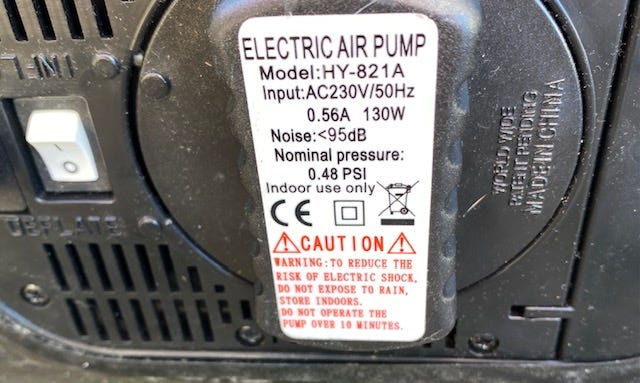 ELECTRIC AIR PUMP
Model:HY-821A
Input:AC230V/50Hz
0.56A 130W
Noise:<95dB
Nominal pressure:
0.48 PSI
Indoor use only
CE
CAUTION
WARNING: TO REDUCE THE
RISK OF ELECTRIC SHOCK,
DO NOT EXPOSE TO RAIN,
STORE INDOORS.
DO NOT OPERATE THE
PUMP OVER 10 MINUTES.
DEFLATE
WORLD WIDE
PATENT PENDING
MADE IN CHINA